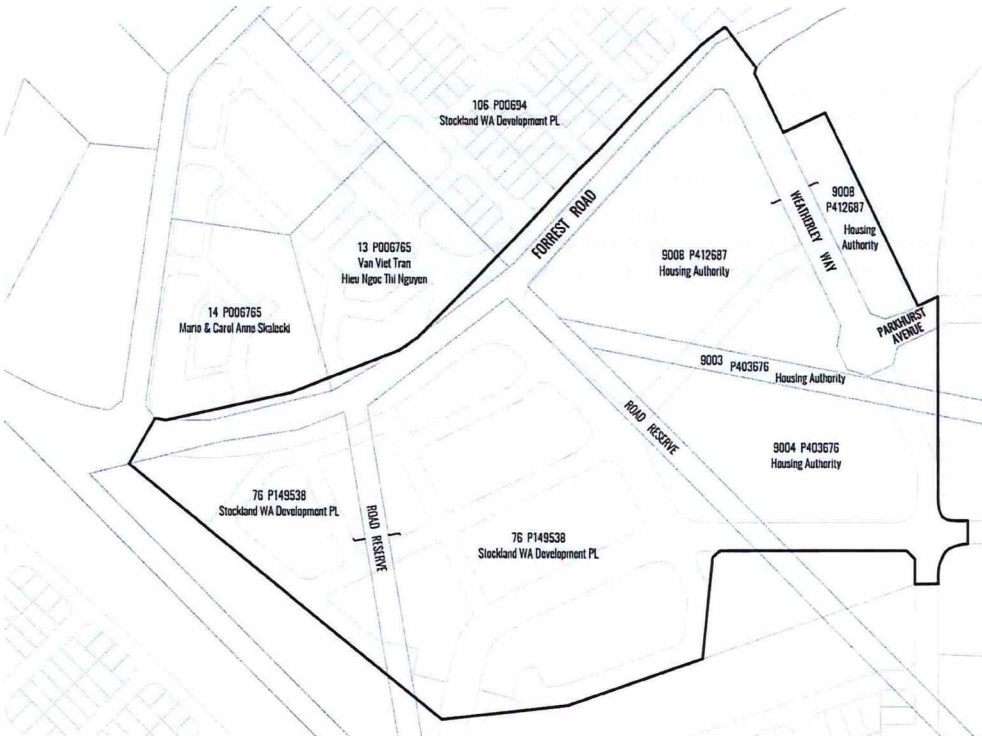 106 P00694
Stockland WA Development PL
FORREST ROAD
9008
P412687
Housing
Authority
WEATHERLEY WAY
13 P006765
Van Viet Tran
Hieu Ngoc Thi Nguyen
9008 P412687
Housing Authority
14 P006765
Mario & Carol Anne Skalecki
PARKHURST
AVENUE
9003 P403676 Housing Authority
ROAD RESERVE
9004 P403676
Housing Authority
76 P149538
Stockland WA Development PL
ROAD RESERVE
76 P149538
Stockland WA Development PL